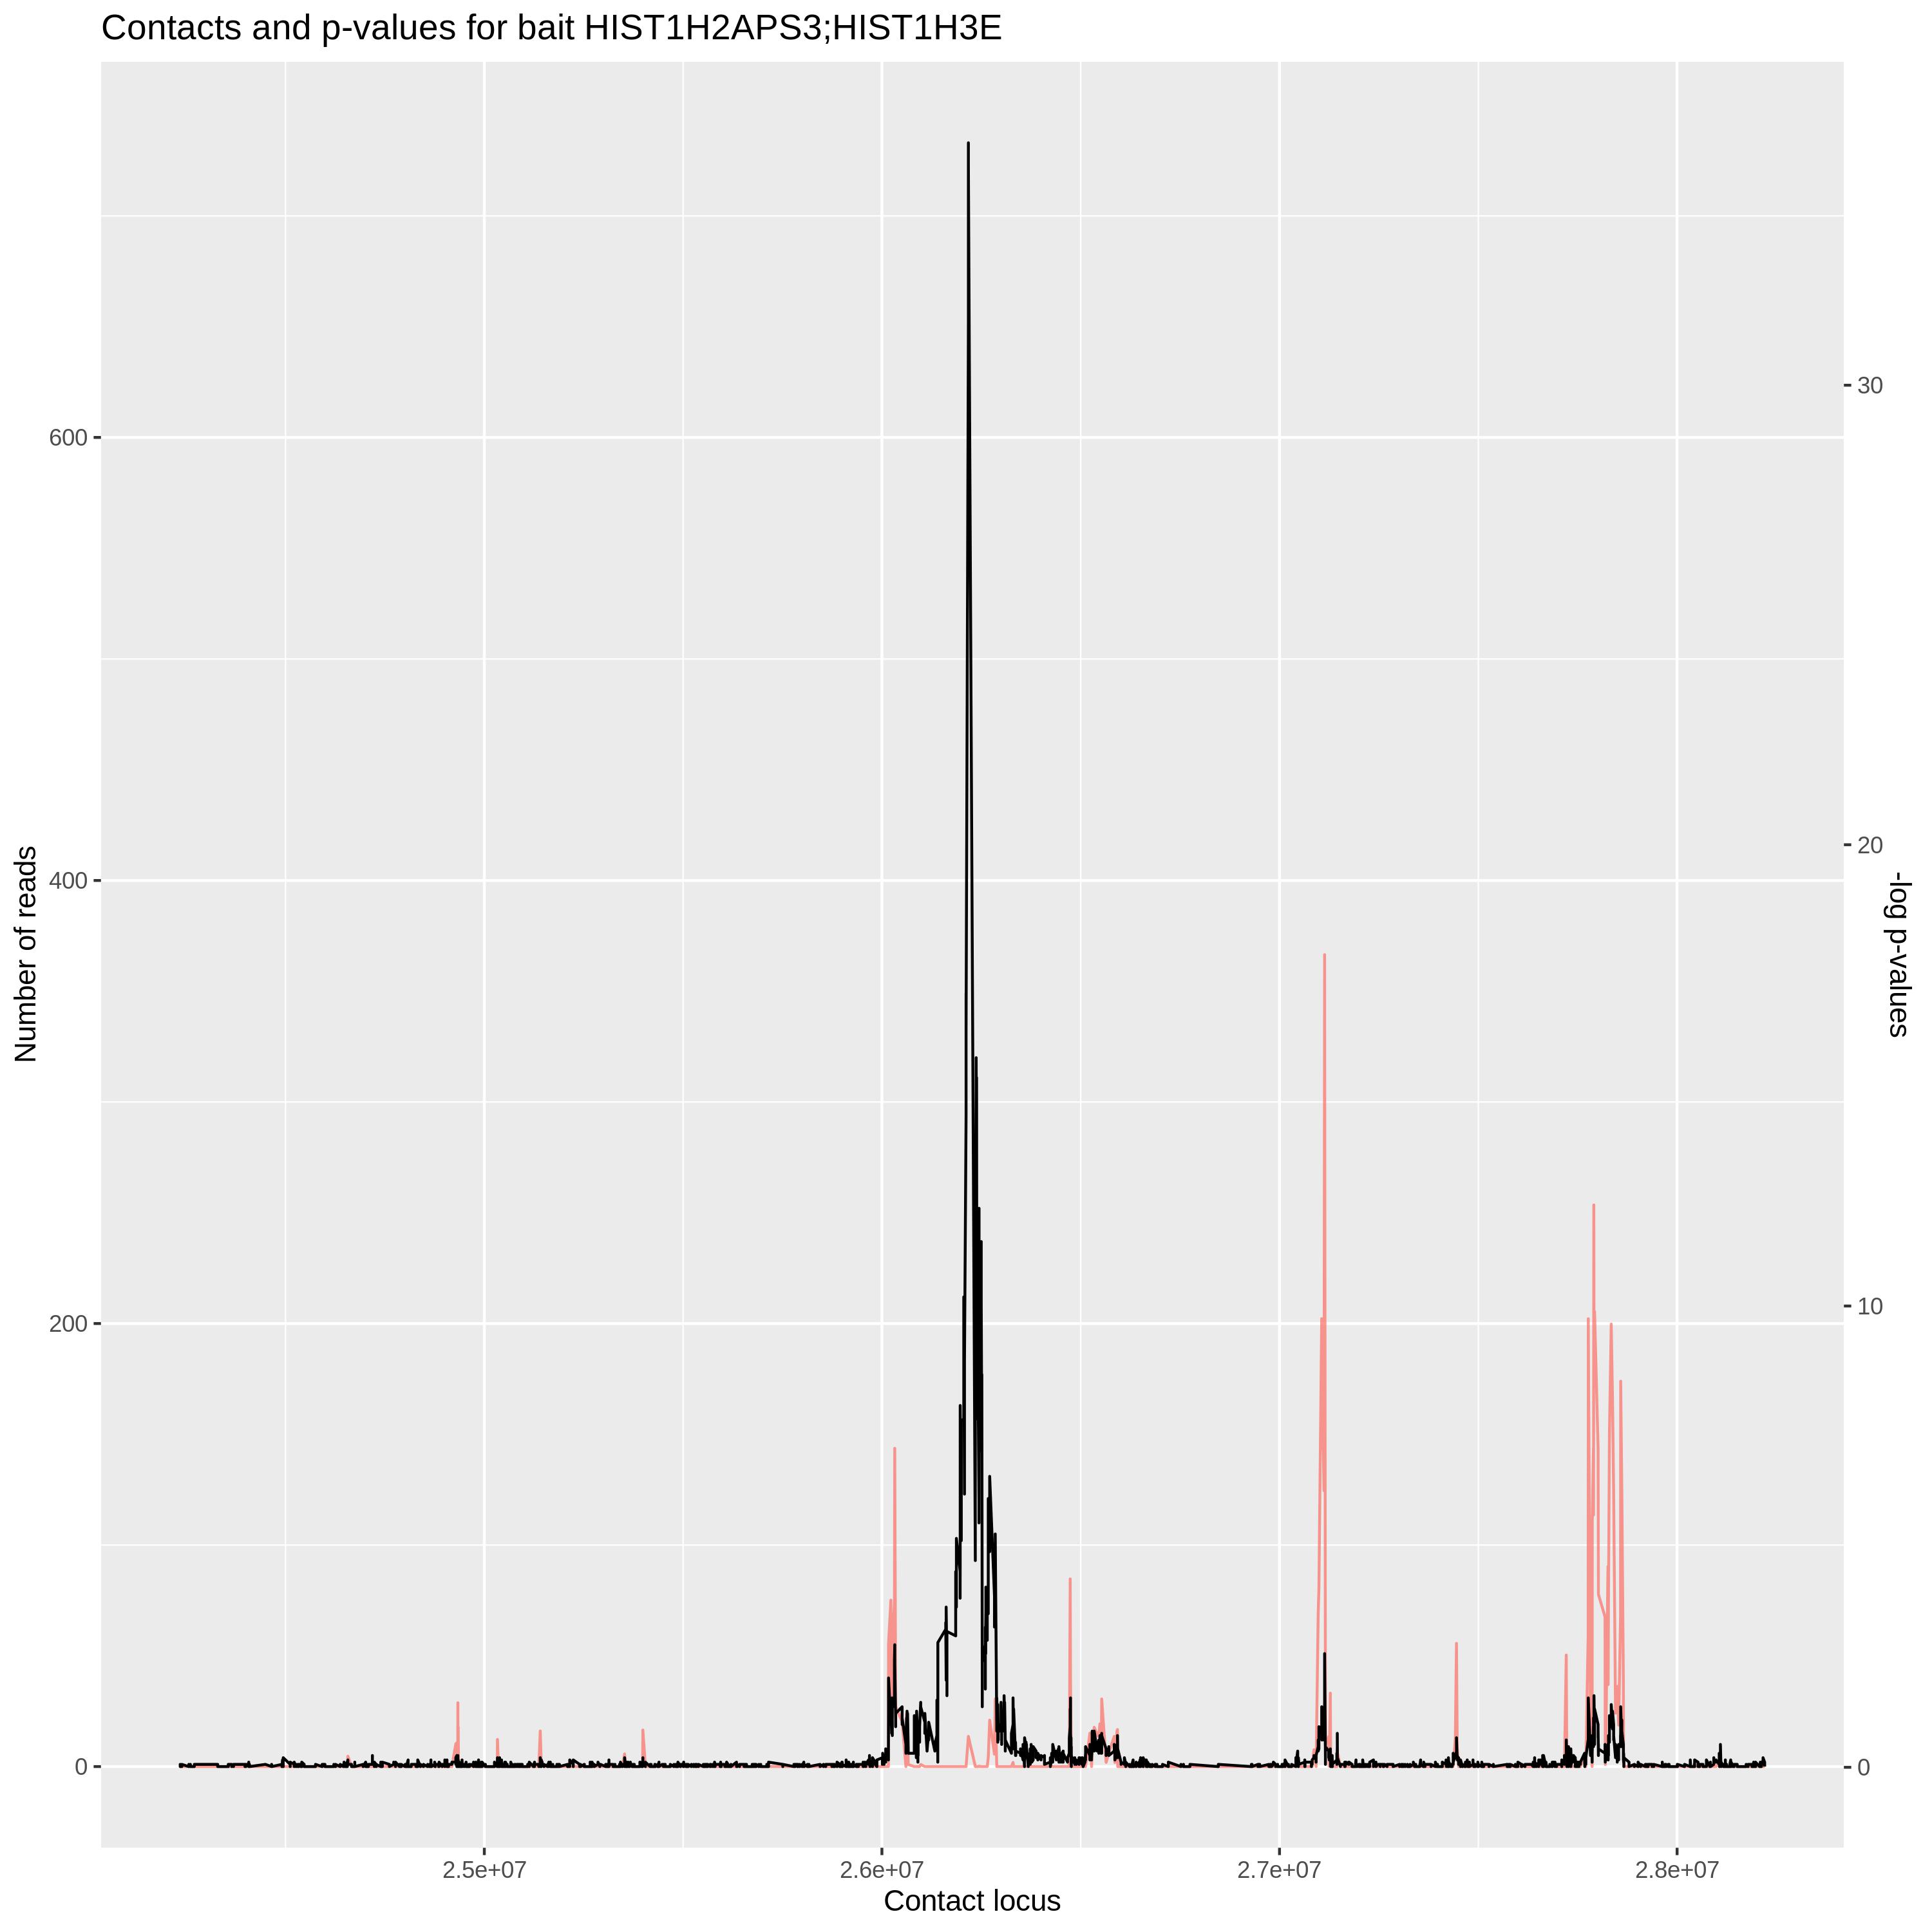 Contacts and p-values for bait HIST1H2APS3;HIST1H3E
Number of reads
600
400
200
0
30
20
10
0
-log p-values
2.5e+07 2.6e+07 2.7e+07 2.8e+07
Contact locus